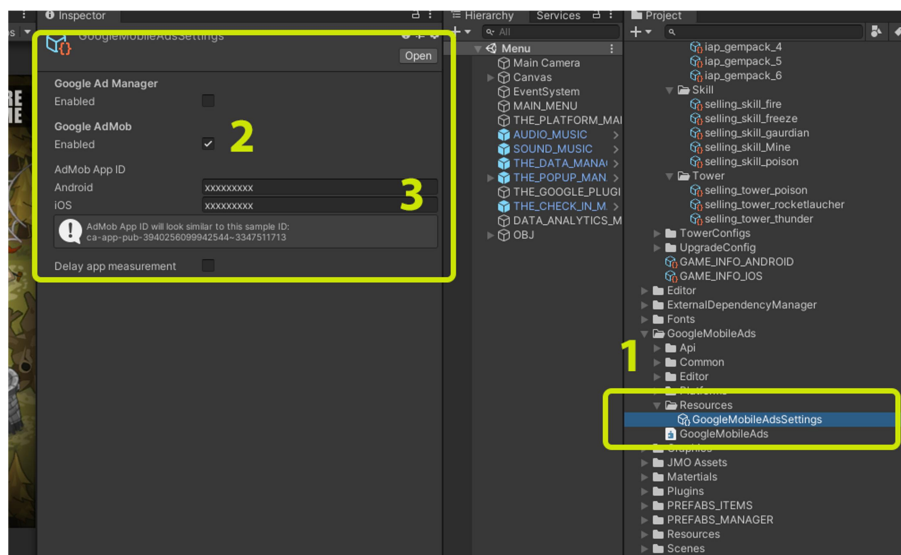 Inspector
GoogleMobileAdsSettings
Open
Google Ad Manager
Enabled
Google AdMob
Enabled
2
AdMob App ID
Android xxxxxxxxx
iOS xxxxxxxxx
3
AdMob App ID will look similar to this sample ID:
ca-app-pub-3940256099942544~3347511713
Delay app measurement
Hierarchy Services
All
Menu
Main Camera
Canvas
EventSystem
MAIN_MENU
THE_PLATFORM_MAI
AUDIO_MUSIC
SOUND_MUSIC
THE_DATA_MANA
THE_POPUP_MAN
THE_GOOGLE_PLUGI
THE_CHECK_IN_M
DATA_ANALYTICS_M
OBJ
Project
iap_gempack_4
iap_gempack_5
iap_gempack_6
Skill
selling_skill_fire
selling_skill_freeze
selling_skill_gaurdian
selling_skill_Mine
selling_skill_poison
Tower
selling_tower_poison
selling_tower_rocketlaucher
selling_tower_thunder
TowerConfigs
UpgradeConfig
GAME_INFO_ANDROID
GAME_INFO_IOS
Editor
ExternalDependencyManager
Fonts
GoogleMobileAds
1
Api
Common
Editor
Platforms
Resources
GoogleMobileAdsSettings
GoogleMobileAds
Graphics
JMO Assets
Matertials
Plugins
PREFABS_ITEMS
PREFABS_MANAGER
Resources
Scenes